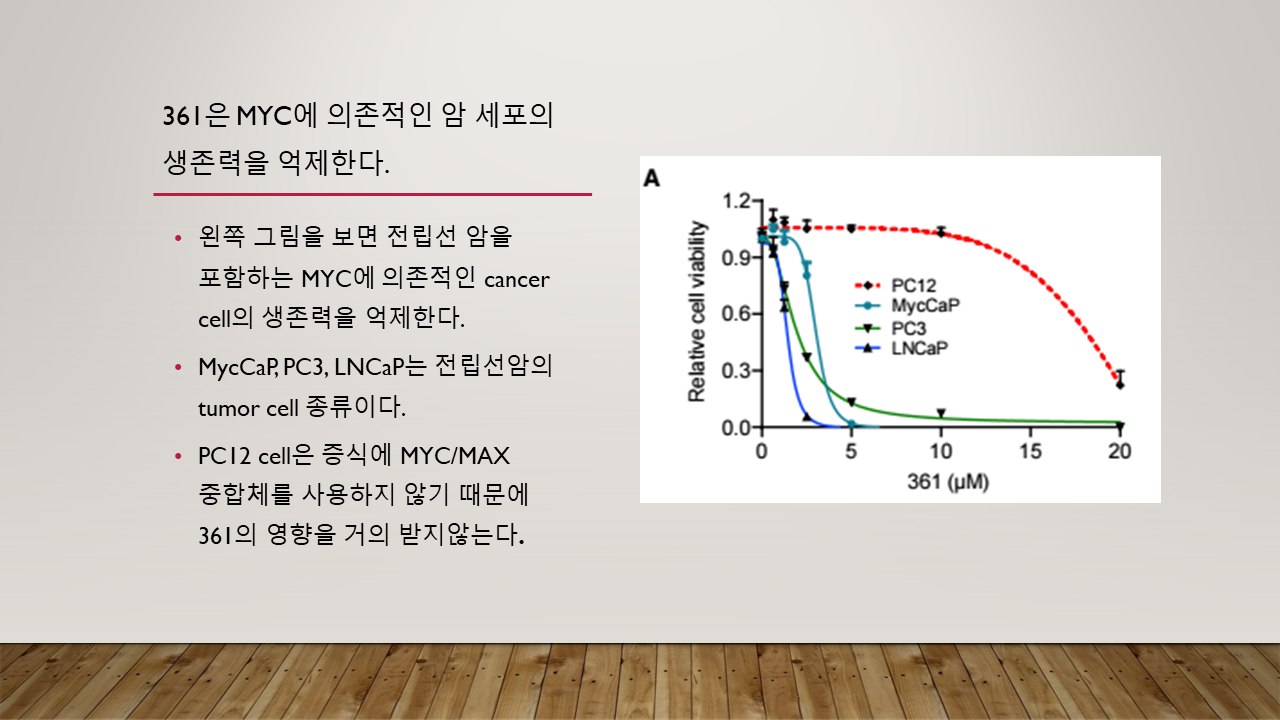 361은 MYC에 의존적인 암 세포의
생존력을 억제한다.
• 왼쪽 그림을 보면 전립선 암을
포함하는 MYC에 의존적인 cancer
cell의 생존력을 억제한다.
• MycCaP, PC3, LNCaP는 전립선암의
tumor cell 종류이다.
• PC12 cell은 증식에 MYC/MAX
중합체를 사용하지 않기 때문에
361의 영향을 거의 받지않는다.
A
Relative cell viability
1.2
0.9
0.6
0.3
0.0
PC12
MycCaP
PC3
LNCaP
0 5 10 15 20
361 (µM)